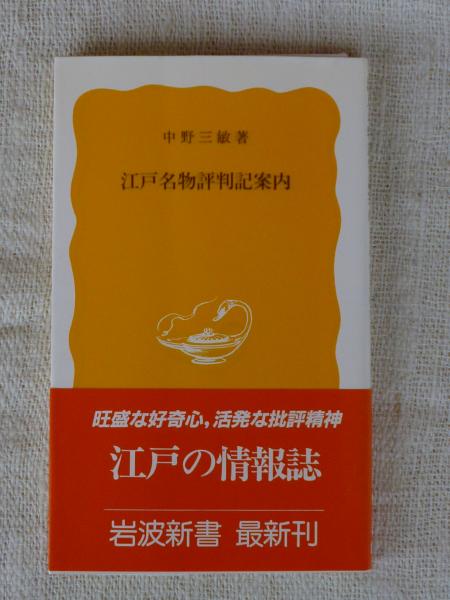 中野三敏著
江戸名物評判記案内
旺盛な好奇心,活発な批評精神
江戸の情報誌
岩波新書 最新刊